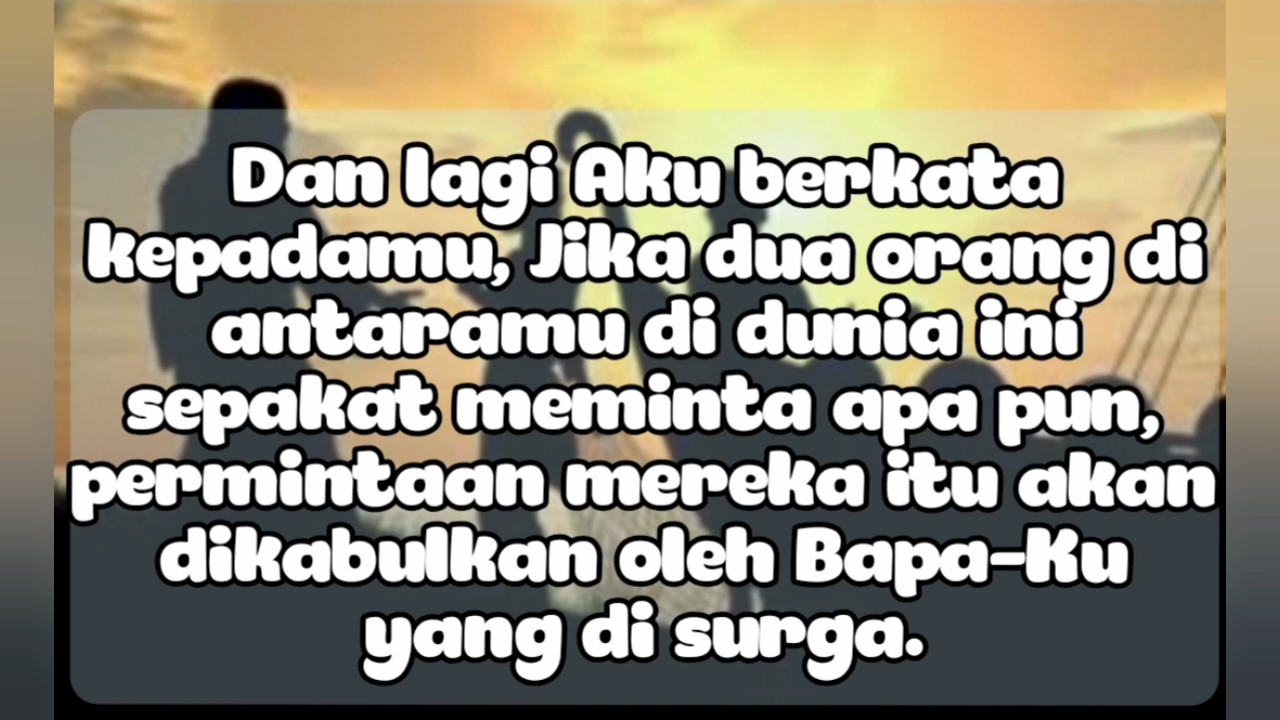 Dan lagi Aku berkata
kepadamu, Jika dua orang di
antaramu di dunia ini
sepakat meminta apa pun,
permintaan mereka itu akan
dikabulkan oleh Bapa-Ku
yang di surga.